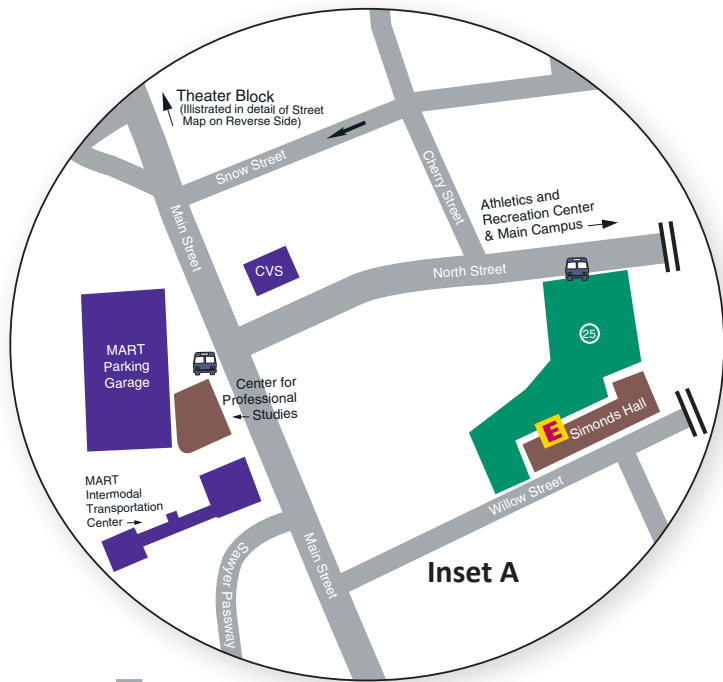 Theater Block
(Illustrated in detail of Street
Map on Reverse Side)
Snow Street
Cherry Street
Main Street
Athletics and
Recreation Center
& Main Campus
CVS
North Street
25
MART
Parking
Garage
Center for
Professional
Studies
E
Simonds Hall
MART
Intermodal
Transportation
Center
Willow Street
Sawyer Passway
Main Street
Inset A